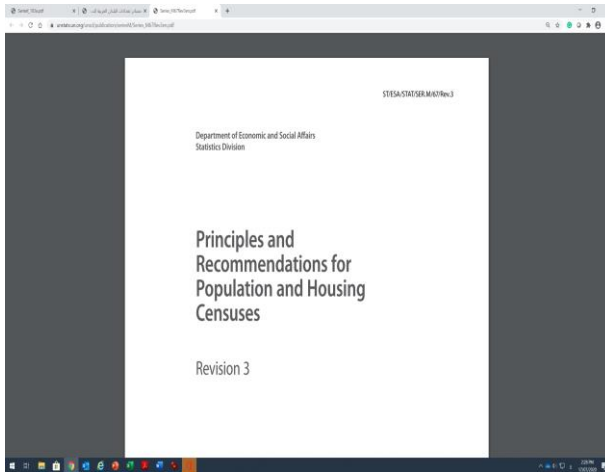 ST/ESA/STAT/SER.M/67/Rev.3
Department of Economic and Social Affairs
Statistics Division
Principles and
Recommendations for
Population and Housing
Censuses
Revision 3